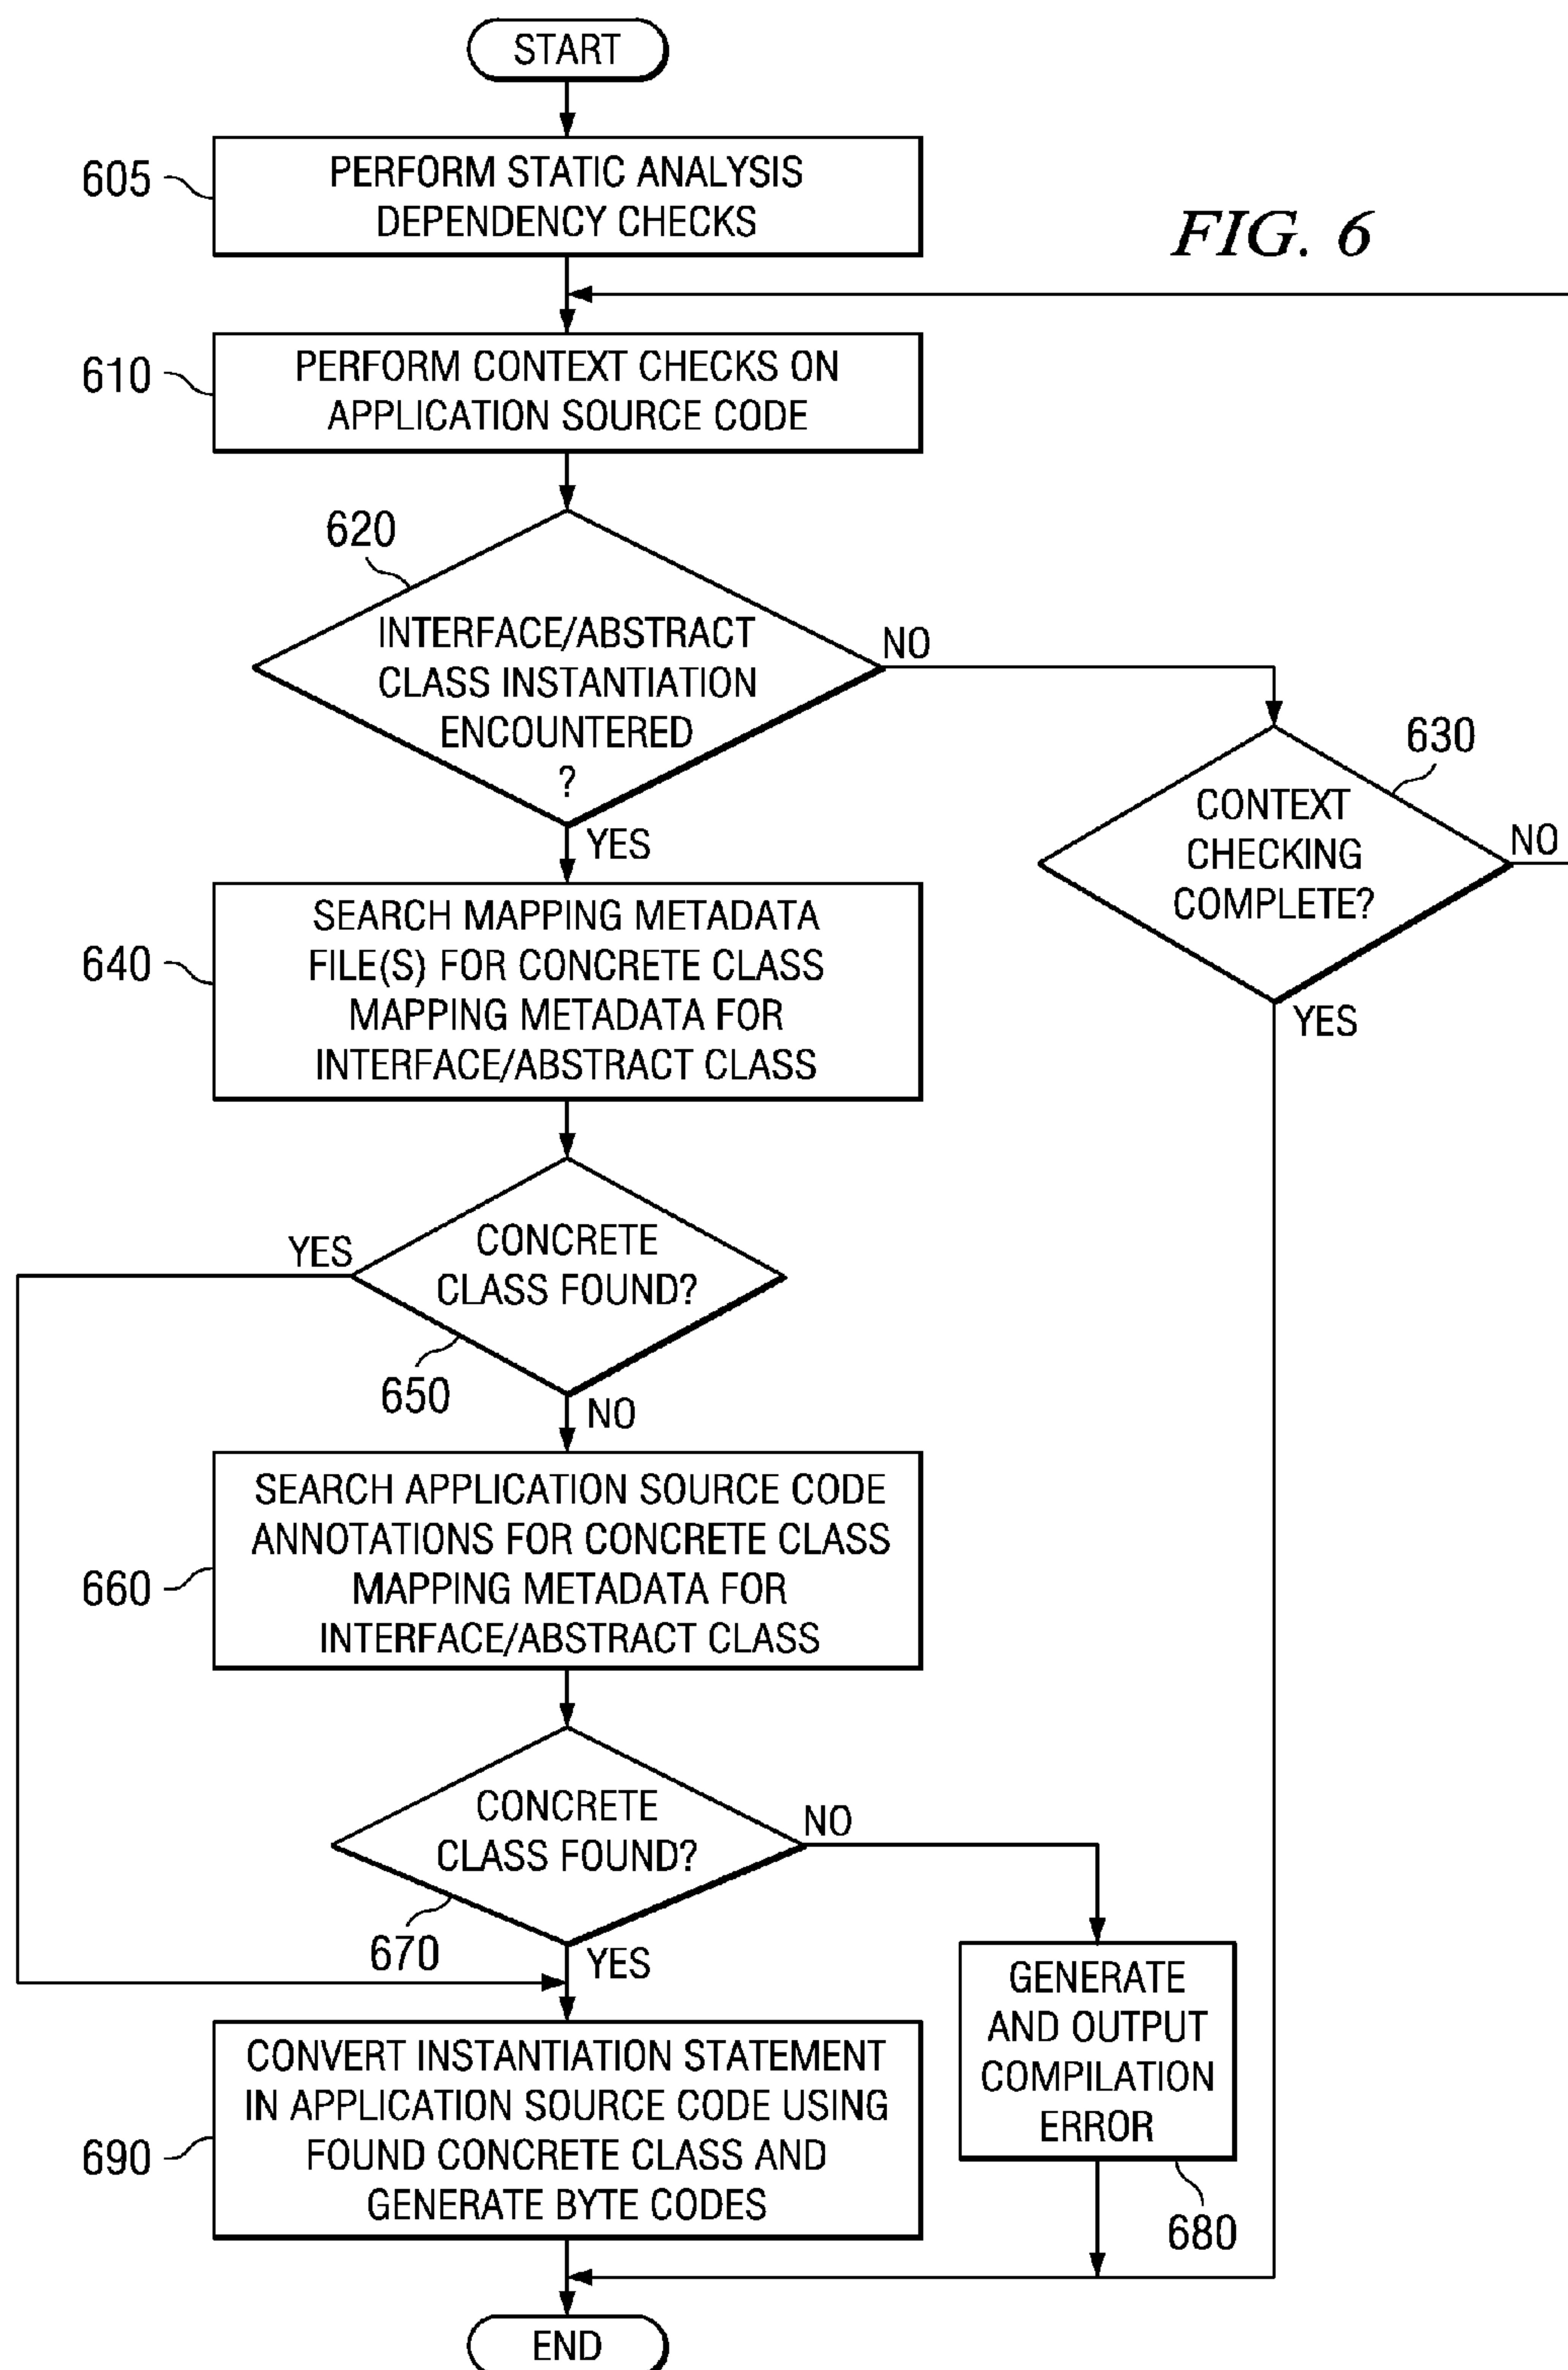 START
605
PERFORM STATIC ANALYSIS
DEPENDENCY CHECKS
FIG. 6
610
PERFORM CONTEXT CHECKS ON
APPLICATION SOURCE CODE
620
INTERFACE/ABSTRACT
CLASS INSTANTIATION
ENCOUNTERED
?
NO
YES
630
CONTEXT
CHECKING
COMPLETE?
NO
YES
640
SEARCH MAPPING METADATA
FILE(S) FOR CONCRETE CLASS
MAPPING METADATA FOR
INTERFACE/ABSTRACT CLASS
YES
CONCRETE
CLASS FOUND?
650
NO
660
SEARCH APPLICATION SOURCE CODE
ANNOTATIONS FOR CONCRETE CLASS
MAPPING METADATA FOR
INTERFACE/ABSTRACT CLASS
CONCRETE
CLASS FOUND?
NO
670
YES
GENERATE
AND OUTPUT
COMPILATION
ERROR
680
690
CONVERT INSTANTIATION STATEMENT
IN APPLICATION SOURCE CODE USING
FOUND CONCRETE CLASS AND
GENERATE BYTE CODES
END